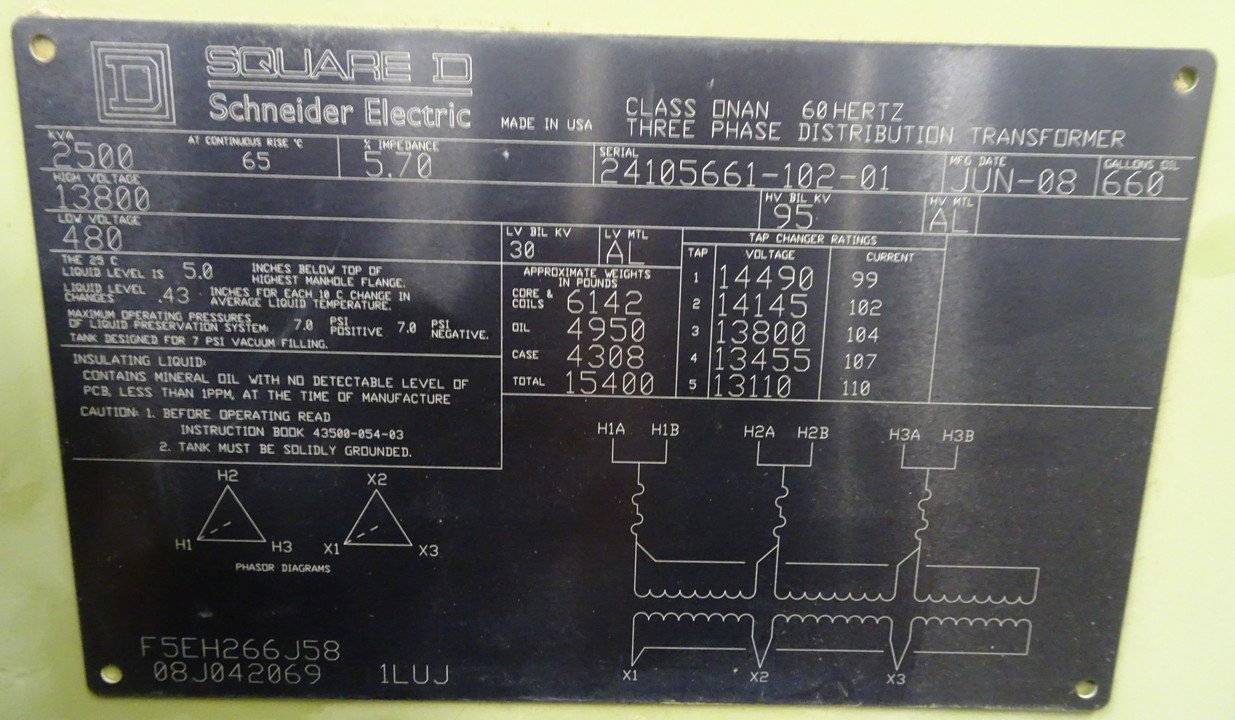 D SQUARE D
Schneider Electric
MADE IN USA
CLASS ONAN 60 HERTZ
THREE PHASE DISTRIBUTION TRANSFORMER
KVA 2500 AT CONTINUOUS RISE °C 65 % IMPEDANCE 5.70 SERIAL 24105661-102-01 MFG DATE JUN-08 GALLONS OIL 660
HIGH VOLTAGE 13800 HV BIL KV 95 HV MTL AL
LOW VOLTAGE 480 LV BIL KV 30 LV MTL AL
THE 25 C
LIQUID LEVEL IS 5.0 INCHES BELOW TOP OF
HIGHEST MANHOLE FLANGE.
LIQUID LEVEL
CHANGES .43 INCHES FOR EACH 10 C CHANGE IN
AVERAGE LIQUID TEMPERATURE.
MAXIMUM OPERATING PRESSURES
OF LIQUID PRESERVATION SYSTEM: 7.0 PSI POSITIVE 7.0 PSI NEGATIVE.
TANK DESIGNED FOR 7 PSI VACUUM FILLING.
APPROXIMATE WEIGHTS
IN POUNDS
CORE & COILS 6142
OIL 4950
CASE 4308
TOTAL 15400
TAP CHANGER RATINGS
TAP VOLTAGE CURRENT
1 14490 99
2 14145 102
3 13800 104
4 13455 107
5 13110 110
INSULATING LIQUID:
CONTAINS MINERAL OIL WITH NO DETECTABLE LEVEL OF
PCB, LESS THAN 1PPM, AT THE TIME OF MANUFACTURE
CAUTION: 1. BEFORE OPERATING READ
INSTRUCTION BOOK 43500-054-03
2. TANK MUST BE SOLIDLY GROUNDED.
H1A H1B H2A H2B H3A H3B
H2 X2
H1 H3 X1 X3
PHASOR DIAGRAMS
X1 X2 X3
F5EH266J58
08J042069 1LUJ